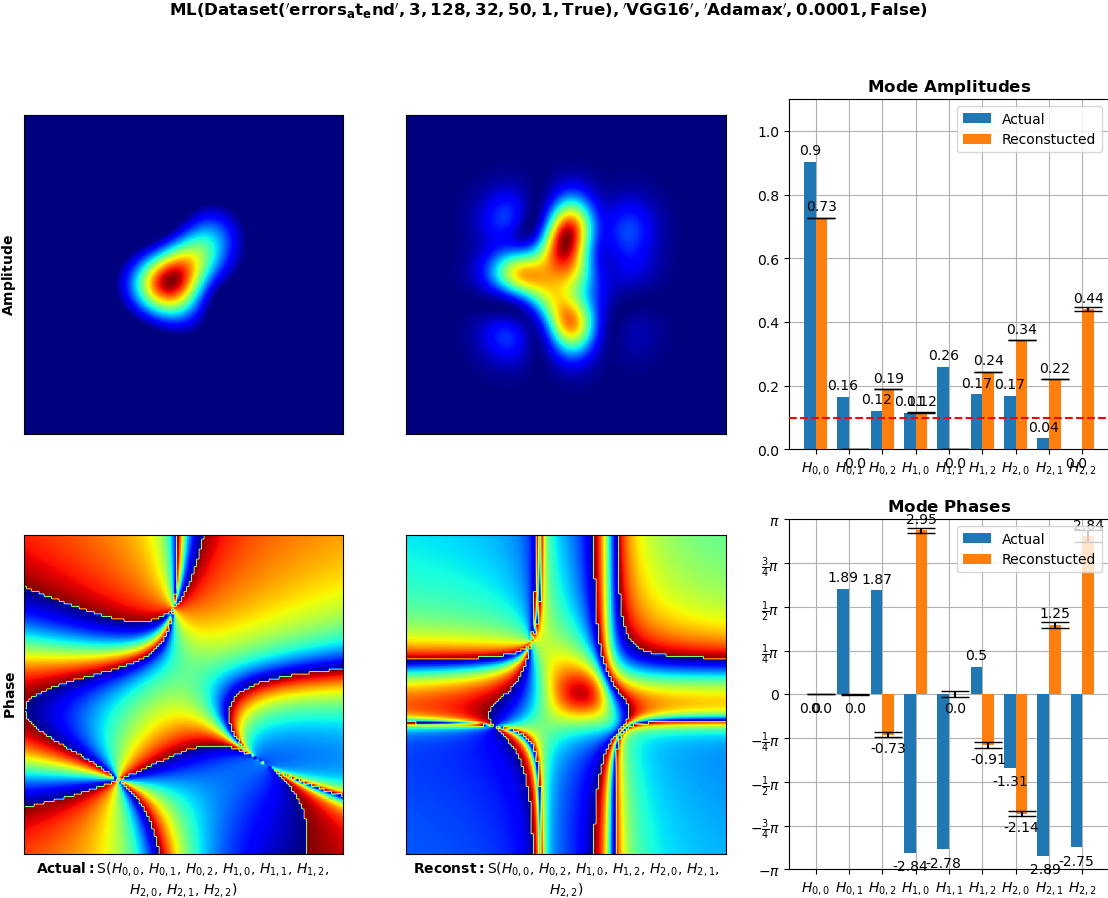 ML(Dataset('errors_at_end', 3, 128, 32, 50, 1, True), 'VGG16', 'Adamax', 0.0001, False)
Amplitude
Mode Amplitudes
Actual
Reconstucted
1.0
0.8
0.6
0.4
0.2
0.0
0.9
0.73
0.16
0.0
0.12
0.19
0.11
0.12
0.26
0.0
0.17
0.24
0.17
0.34
0.04
0.22
0.0
0.44
H0,0 H0,1 H0,2 H1,0 H1,1 H1,2 H2,0 H2,1 H2,2
Phase
Actual: S(H0,0, H0,1, H0,2, H1,0, H1,1, H1,2,
H2,0, H2,1, H2,2)
Reconst: S(H0,0, H0,2, H1,0, H1,2, H2,0, H2,1,
H2,2)
Mode Phases
Actual
Reconstucted
π
3/4π
1/2π
1/4π
0
−1/4π
−1/2π
−3/4π
−π
0.0
0.0
1.89
0.0
1.87
-0.73
-2.84
2.95
-2.78
0.0
0.5
-0.91
-1.31
-2.14
-2.89
1.25
-2.75
2.84
H0,0 H0,1 H0,2 H1,0 H1,1 H1,2 H2,0 H2,1 H2,2